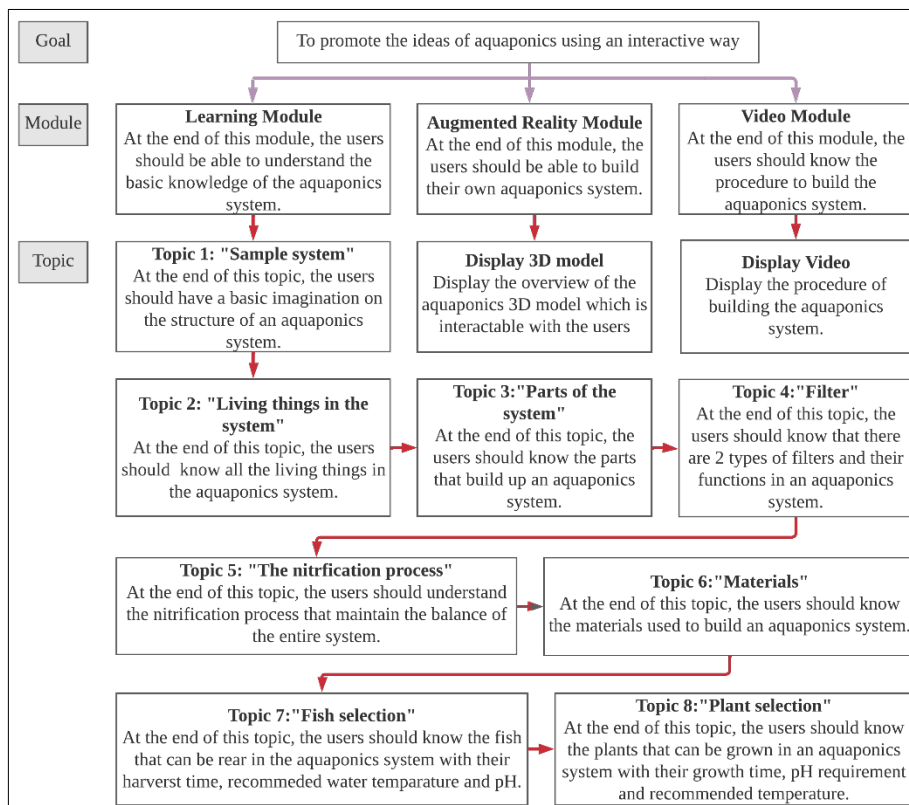 Goal
To promote the ideas of aquaponics using an interactive way
Module
Learning Module
At the end of this module, the users
should be able to understand the
basic knowledge of the aquaponics
system.
Augmented Reality Module
At the end of this module, the
users should be able to build
their own aquaponics system.
Video Module
At the end of this module, the
users should know the
procedure to build the
aquaponics system.
Topic
Topic 1: "Sample system"
At the end of this topic, the users
should have a basic imagination on
the structure of an aquaponics
system.
Display 3D model
Display the overview of the
aquaponics 3D model which is
interactable with the users
Display Video
Display the procedure of
building the aquaponics
system.
Topic 2: "Living things in the
system"
At the end of this topic, the users
should know all the living things in
the aquaponics system.
Topic 3:"Parts of the
system"
At the end of this topic, the
users should know the parts
that build up an aquaponics
system.
Topic 4:"Filter"
At the end of this topic, the
users should know that there
are 2 types of filters and their
functions in an aquaponics
system.
Topic 5: "The nitrfication process"
At the end of this topic, the users should understand
the nitrification process that maintain the balance of
the entire system.
Topic 6:"Materials"
At the end of this topic, the users should know
the materials used to build an aquaponics system.
Topic 7:"Fish selection"
At the end of this topic, the users should know the fish
that can be rear in the aquaponics system with their
harverst time, recommeded water temparature and pH.
Topic 8:"Plant selection"
At the end of this topic, the users should know
the plants that can be grown in an aquaponics
system with their growth time, pH requirement
and recommended temperature.